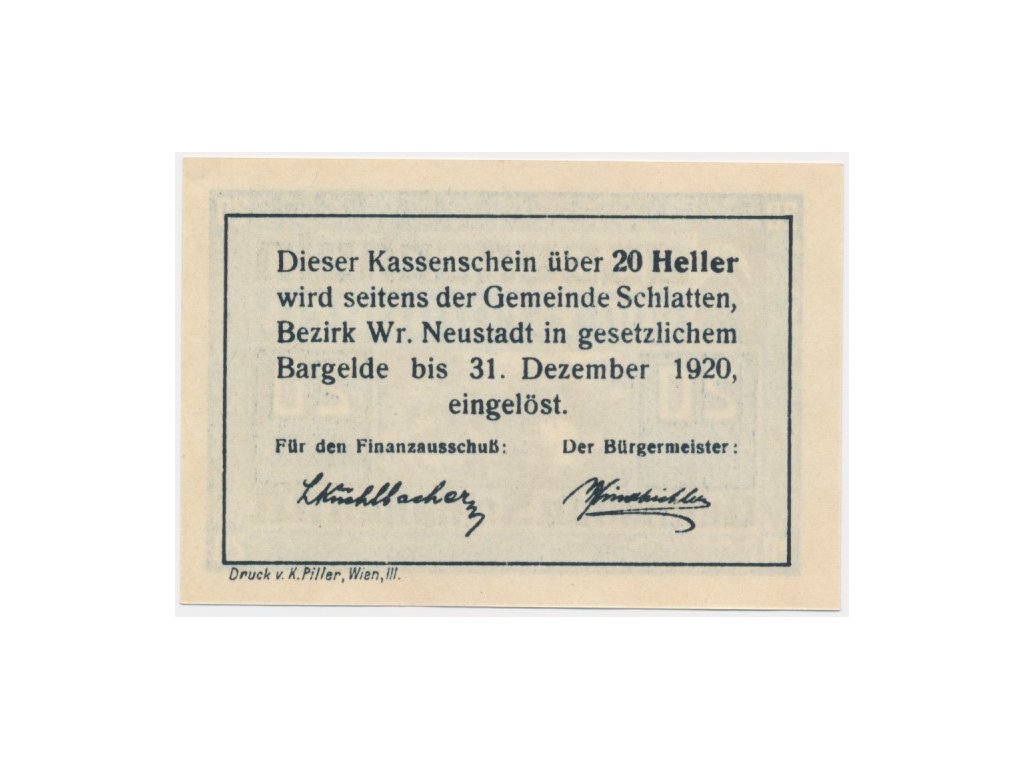 Dieser Kassenschein über 20 Heller
wird seitens der Gemeinde Schlatten,
Bezirk Wr. Neustadt in gesetzlichem
Bargelde bis 31. Dezember 1920,
eingelöst.
Für den Finanzausschuß: Der Bürgermeister:
Druck v. K. Piller, Wien, III.